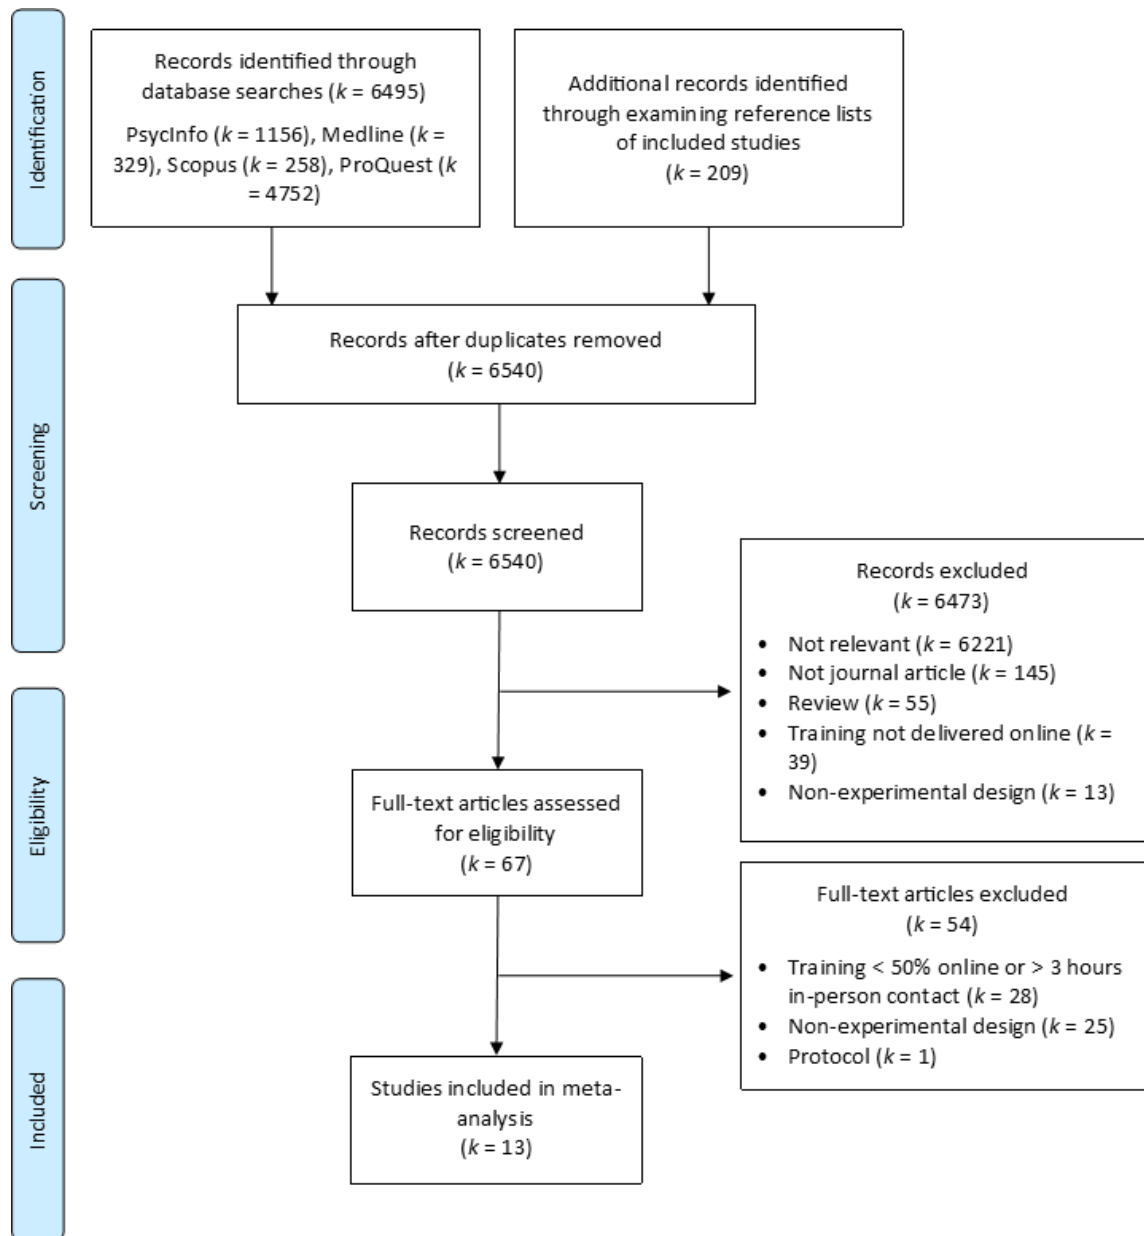 Identification
Records identified through
database searches (k = 6495)
PsycInfo (k = 1156), Medline (k =
329), Scopus (k = 258), ProQuest (k
= 4752)
Additional records identified
through examining reference lists
of included studies
(k = 209)
Screening
Records after duplicates removed
(k = 6540)
Records screened
(k = 6540)
Records excluded
(k = 6473)
• Not relevant (k = 6221)
• Not journal article (k = 145)
• Review (k = 55)
• Training not delivered online (k =
39)
• Non-experimental design (k = 13)
Eligibility
Full-text articles assessed
for eligibility
(k = 67)
Full-text articles excluded
(k = 54)
• Training < 50% online or > 3 hours
in-person contact (k = 28)
• Non-experimental design (k = 25)
• Protocol (k = 1)
Included
Studies included in meta-
analysis
(k = 13)